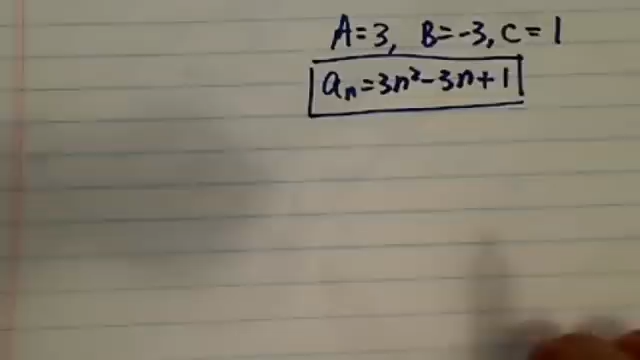 A=3, B=-3, C=1
aₙ=3n²-3n+1